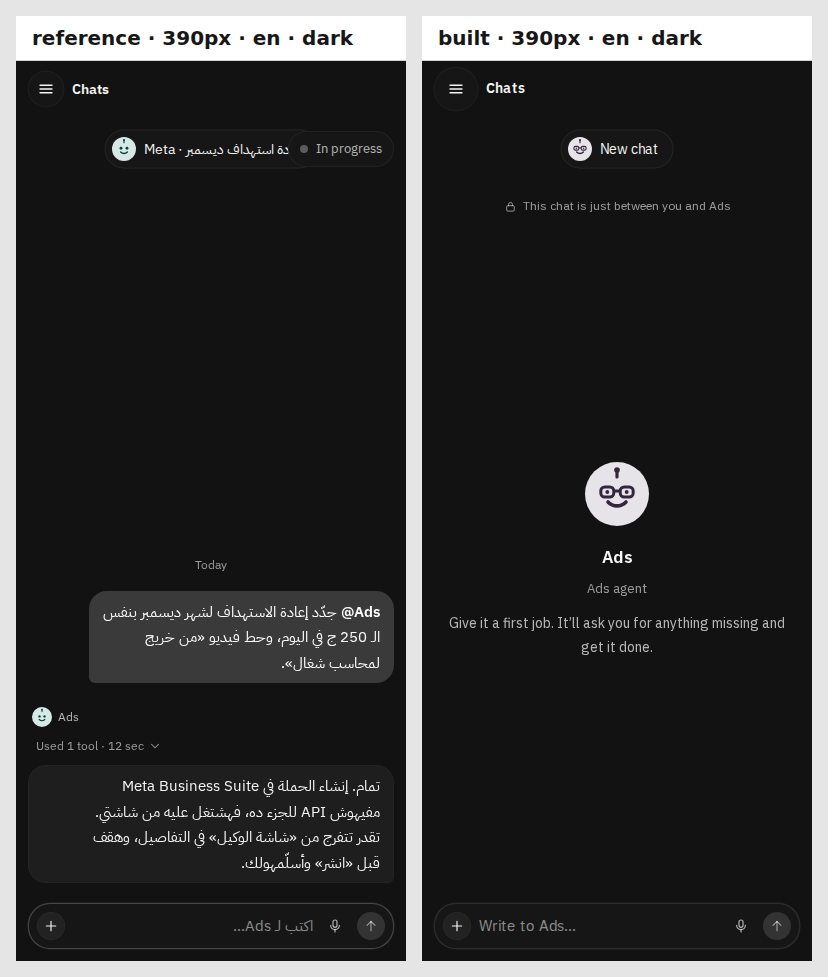 reference · 390px · en · dark
Chats
Meta · دة استهداف ديسمبر
In progress
Today
@Ads جدّد إعادة الاستهداف لشهر ديسمبر بنفس
الـ 250 ج في اليوم، وحط فيديو «من خريج
لمحاسب شغال».
Ads
Used 1 tool · 12 sec
تمام. إنشاء الحملة في Meta Business Suite
مفيهوش API للجزء ده، فهشتغل عليه من شاشتي.
تقدر تتفرج من «شاشة الوكيل» في التفاصيل، وهقف
قبل «انشر» وأسلّمهولك.
اكتب لـ Ads...
built · 390px · en · dark
Chats
New chat
This chat is just between you and Ads
Ads
Ads agent
Give it a first job. It’ll ask you for anything missing and
get it done.
Write to Ads...